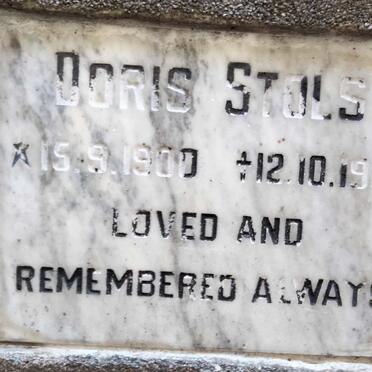 DORIS STOLS
*15.9.1900 †12.10.19
LOVED AND
REMEMBERED ALWAYS